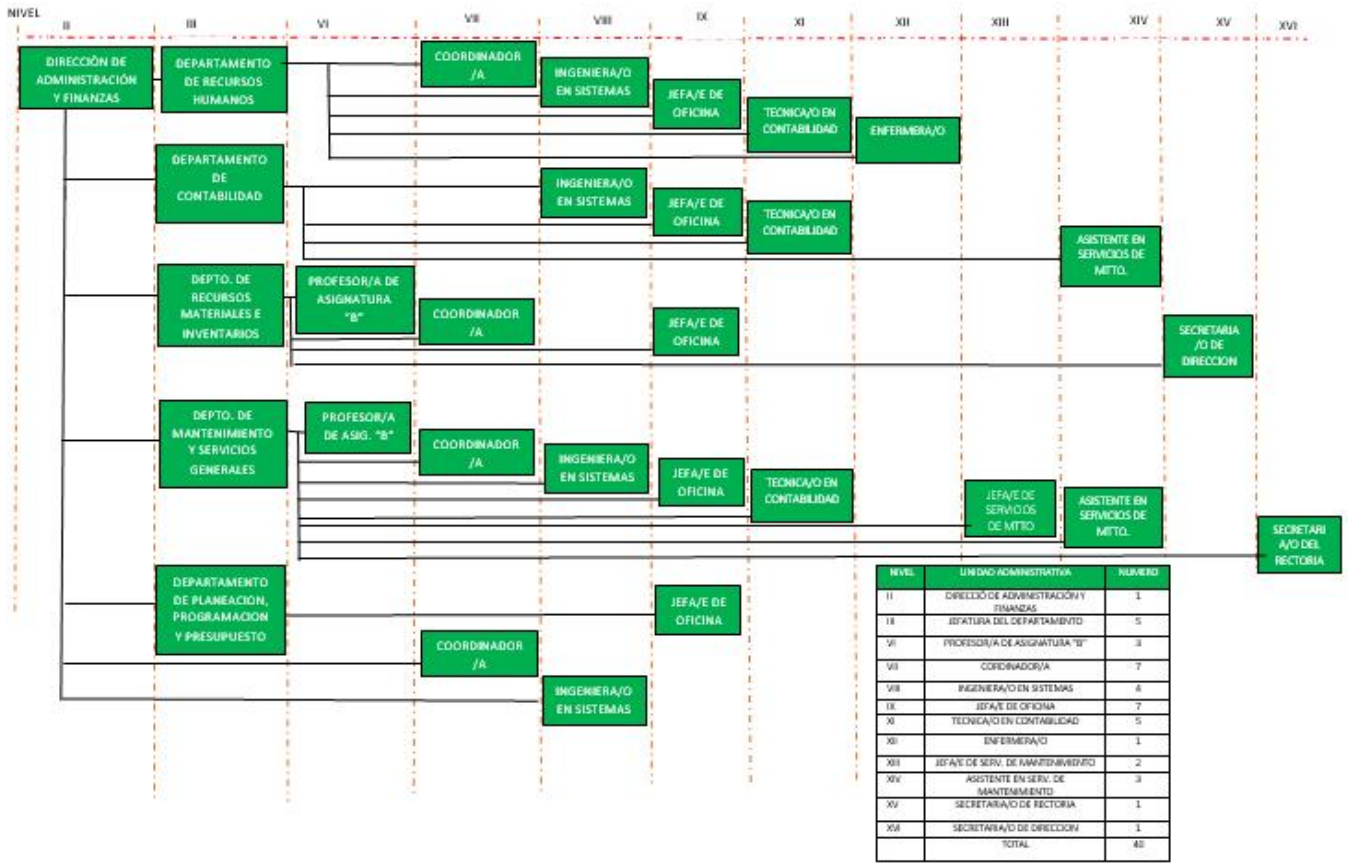 NIVEL
II III VI VII VIII IX XI XII XIII XIV XV XVI
DIRECCIÒN DE
ADMINISTRACIÓN
Y FINANZAS
DEPARTAMENTO
DE RECURSOS
HUMANOS
COORDINADOR
/A
INGENIERA/O
EN SISTEMAS
JEFA/E DE
OFICINA
TECNICA/O EN
CONTABILIDAD
ENFERMERA/O
DEPARTAMENTO
DE
CONTABILIDAD
INGENIERA/O
EN SISTEMAS
JEFA/E DE
OFICINA
TECNICA/O EN
CONTABILIDAD
ASISTENTE EN
SERVICIOS DE
MTTO.
DEPTO. DE
RECURSOS
MATERIALES E
INVENTARIOS
PROFESOR/A DE
ASIGNATURA
"B"
COORDINADOR
/A
JEFA/E DE
OFICINA
SECRETARIA
/O DE
DIRECCION
DEPTO. DE
MANTENIMIENTO
Y SERVICIOS
GENERALES
PROFESOR/A
DE ASIG. "B"
COORDINADOR
/A
INGENIERA/O
EN SISTEMAS
JEFA/E DE
OFICINA
TECNICA/O EN
CONTABILIDAD
JEFA/E DE
SERVICIOS
DE MTTO
ASISTENTE EN
SERVICIOS DE
MTTO.
SECRETARI
A/O DEL
RECTORIA
DEPARTAMENTO
DE PLANEACION,
PROGRAMACION
Y PRESUPUESTO
JEFA/E DE
OFICINA
COORDINADOR
/A
INGENIERA/O
EN SISTEMAS
NIVEL UNIDAD ADMINISTRATIVA NUMERO
II DIRECCIÓ DE ADMINISTRACIÓN Y FINANZAS 1
III JEFATURA DEL DEPARTAMENTO 5
VI PROFESOR/A DE ASIGNATURA "B" 3
VII CORDINADOR/A 7
VIII INGENIERA/O EN SISTEMAS 4
IX JEFA/E DE OFICINA 7
XI TECNICA/O EN CONTABILIDAD 5
XII ENFERMERA/O 1
XIII JEFA/E DE SERV. DE MANTENIMIENTO 2
XIV ASISTENTE EN SERV. DE MANTENIMIENTO 3
XV SECRETARIA/O DE RECTORIA 1
XVI SECRETARIA/O DE DIRECCION 1
TOTAL 40